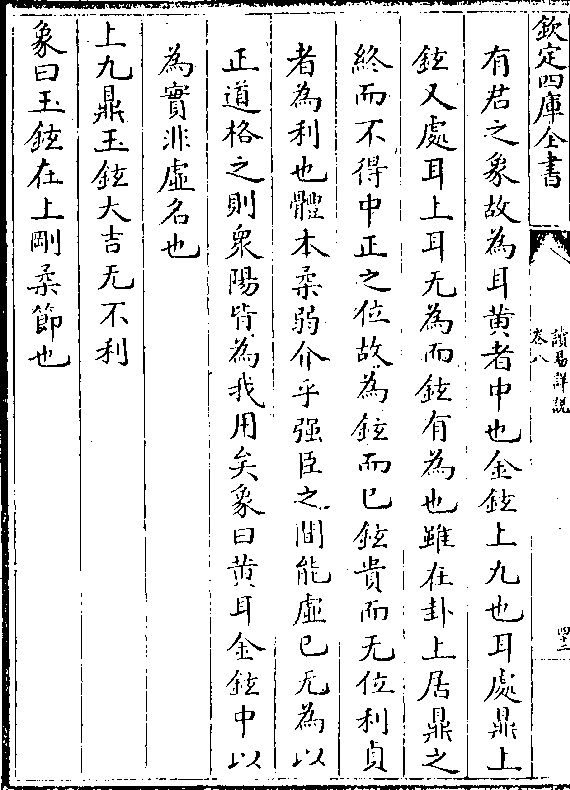 欽定四庫全書
讀易詳說
卷八
四十三
有君之象故為耳黄者中也金鉉上九也耳處鼎上
鉉又處耳上耳无為而鉉有為也雖在卦上居鼎之
終而不得中正之位故為鉉而已鉉貴而无位利貞
者為利也體本柔弱介乎强臣之間能虛已无為以
正道格之則衆陽皆為我用矣象曰黄耳金鉉中以
為實非虛名也
上九鼎玉鉉大吉无不利
象曰玉鉉在上剛柔節也